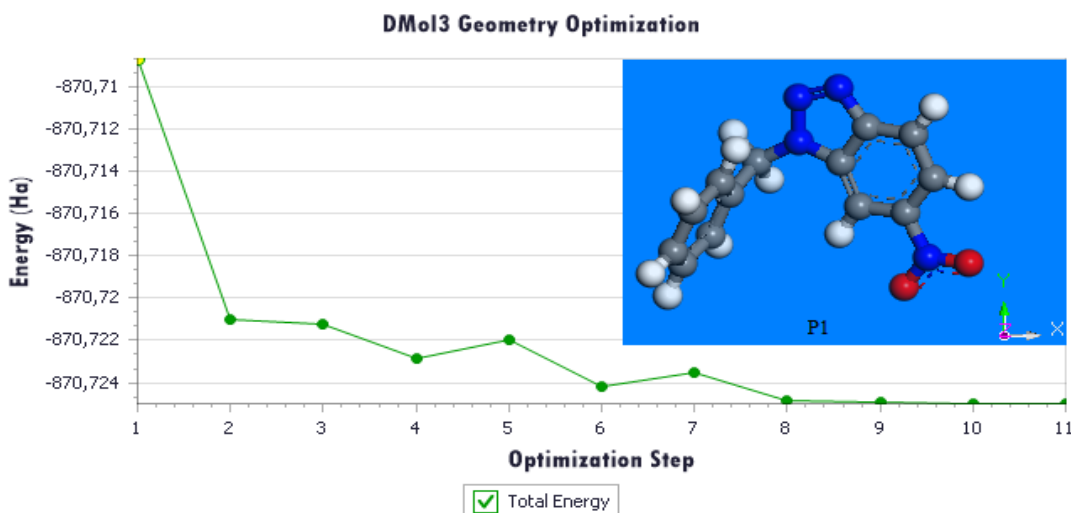 DMol3 Geometry Optimization
Energy (Ha)
-870,71
-870,712
-870,714
-870,716
-870,718
-870,72
-870,722
-870,724
P1
Y
X
1 2 3 4 5 6 7 8 9 10 11
Optimization Step
Total Energy